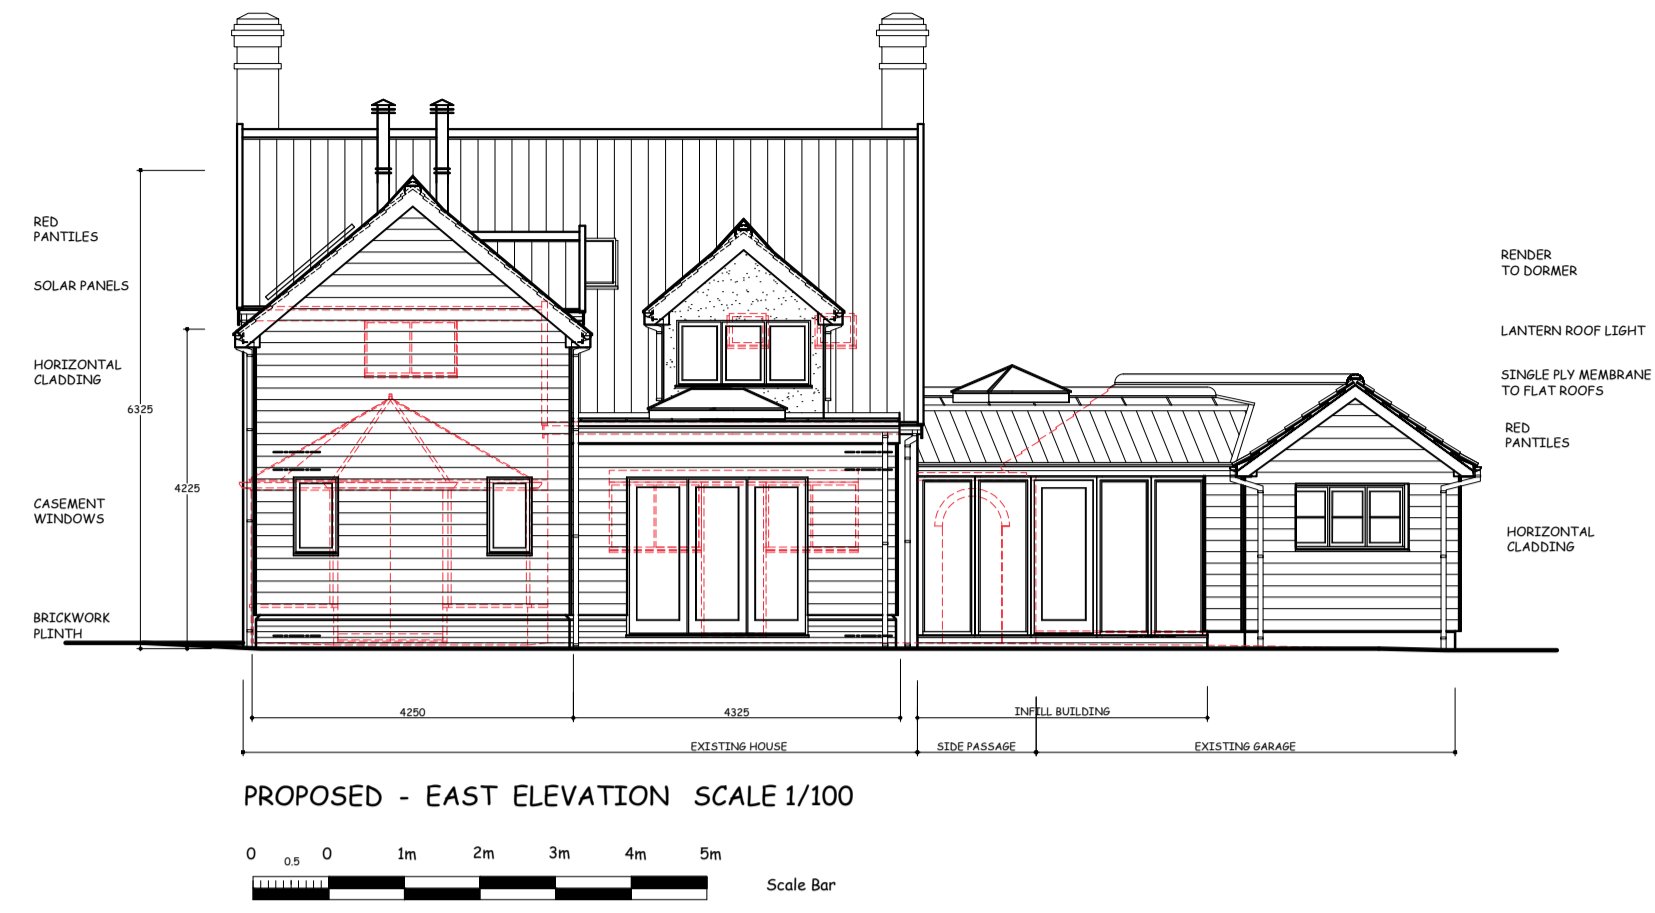 RED
PANTILES
SOLAR PANELS
HORIZONTAL
CLADDING
CASEMENT
WINDOWS
BRICKWORK
PLINTH
6325
4225
RENDER
TO DORMER
LANTERN ROOF LIGHT
SINGLE PLY MEMBRANE
TO FLAT ROOFS
RED
PANTILES
HORIZONTAL
CLADDING
4250
4325
INFILL BUILDING
EXISTING HOUSE
SIDE PASSAGE
EXISTING GARAGE
PROPOSED - EAST ELEVATION SCALE 1/100
0 0.5 0 1m 2m 3m 4m 5m
Scale Bar